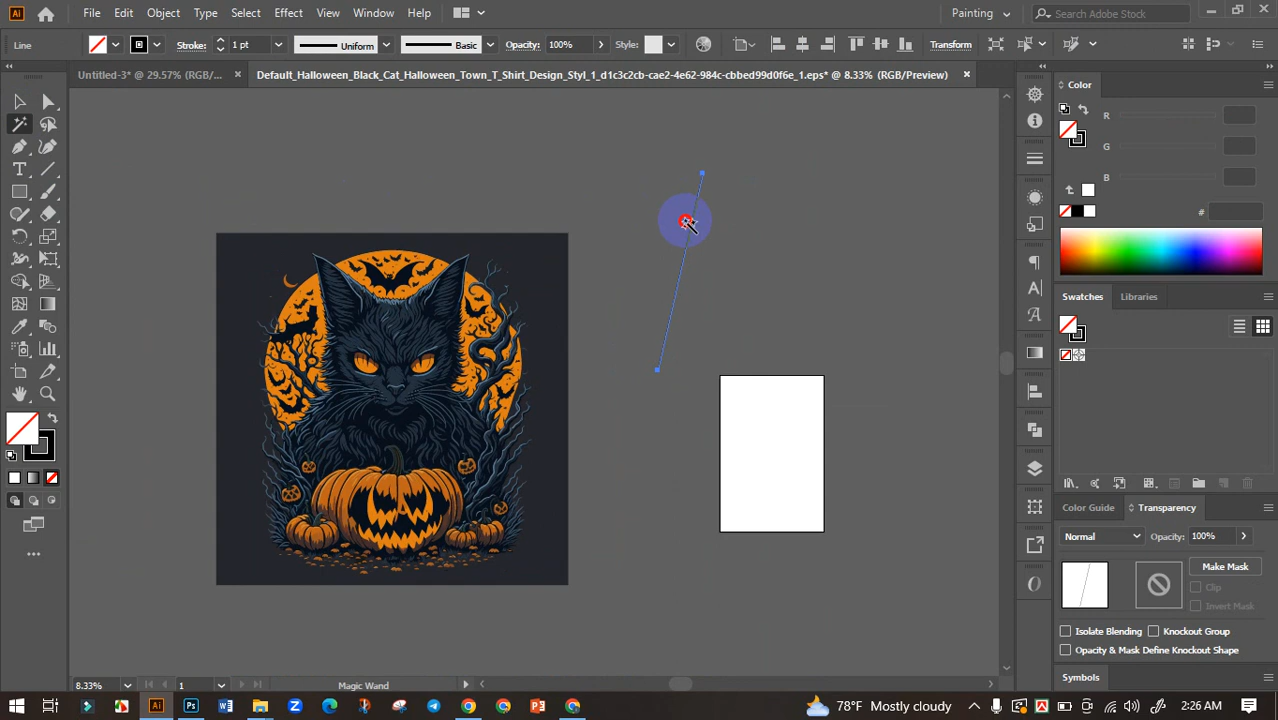 Ai File Edit Object Type Select Effect View Window Help Painting Search Adobe Stock
Line Stroke: 1 pt Uniform Basic Opacity: 100% Style: Transform
Untitled-3* @ 29.57% (RGB/... Default_Halloween_Black_Cat_Halloween_Town_T_Shirt_Design_Styl_1_d1c3c2cb-cae2-4e62-984c-cbbed99d0f6e_1.eps* @ 8.33% (RGB/Preview)
Color
R
G
B
#
Swatches Libraries
Color Guide Transparency
Normal Opacity: 100%
Make Mask
Clip
Invert Mask
Isolate Blending Knockout Group
Opacity & Mask Define Knockout Shape
Symbols
8.33% 1 Magic Wand
78°F Mostly cloudy 2:26 AM